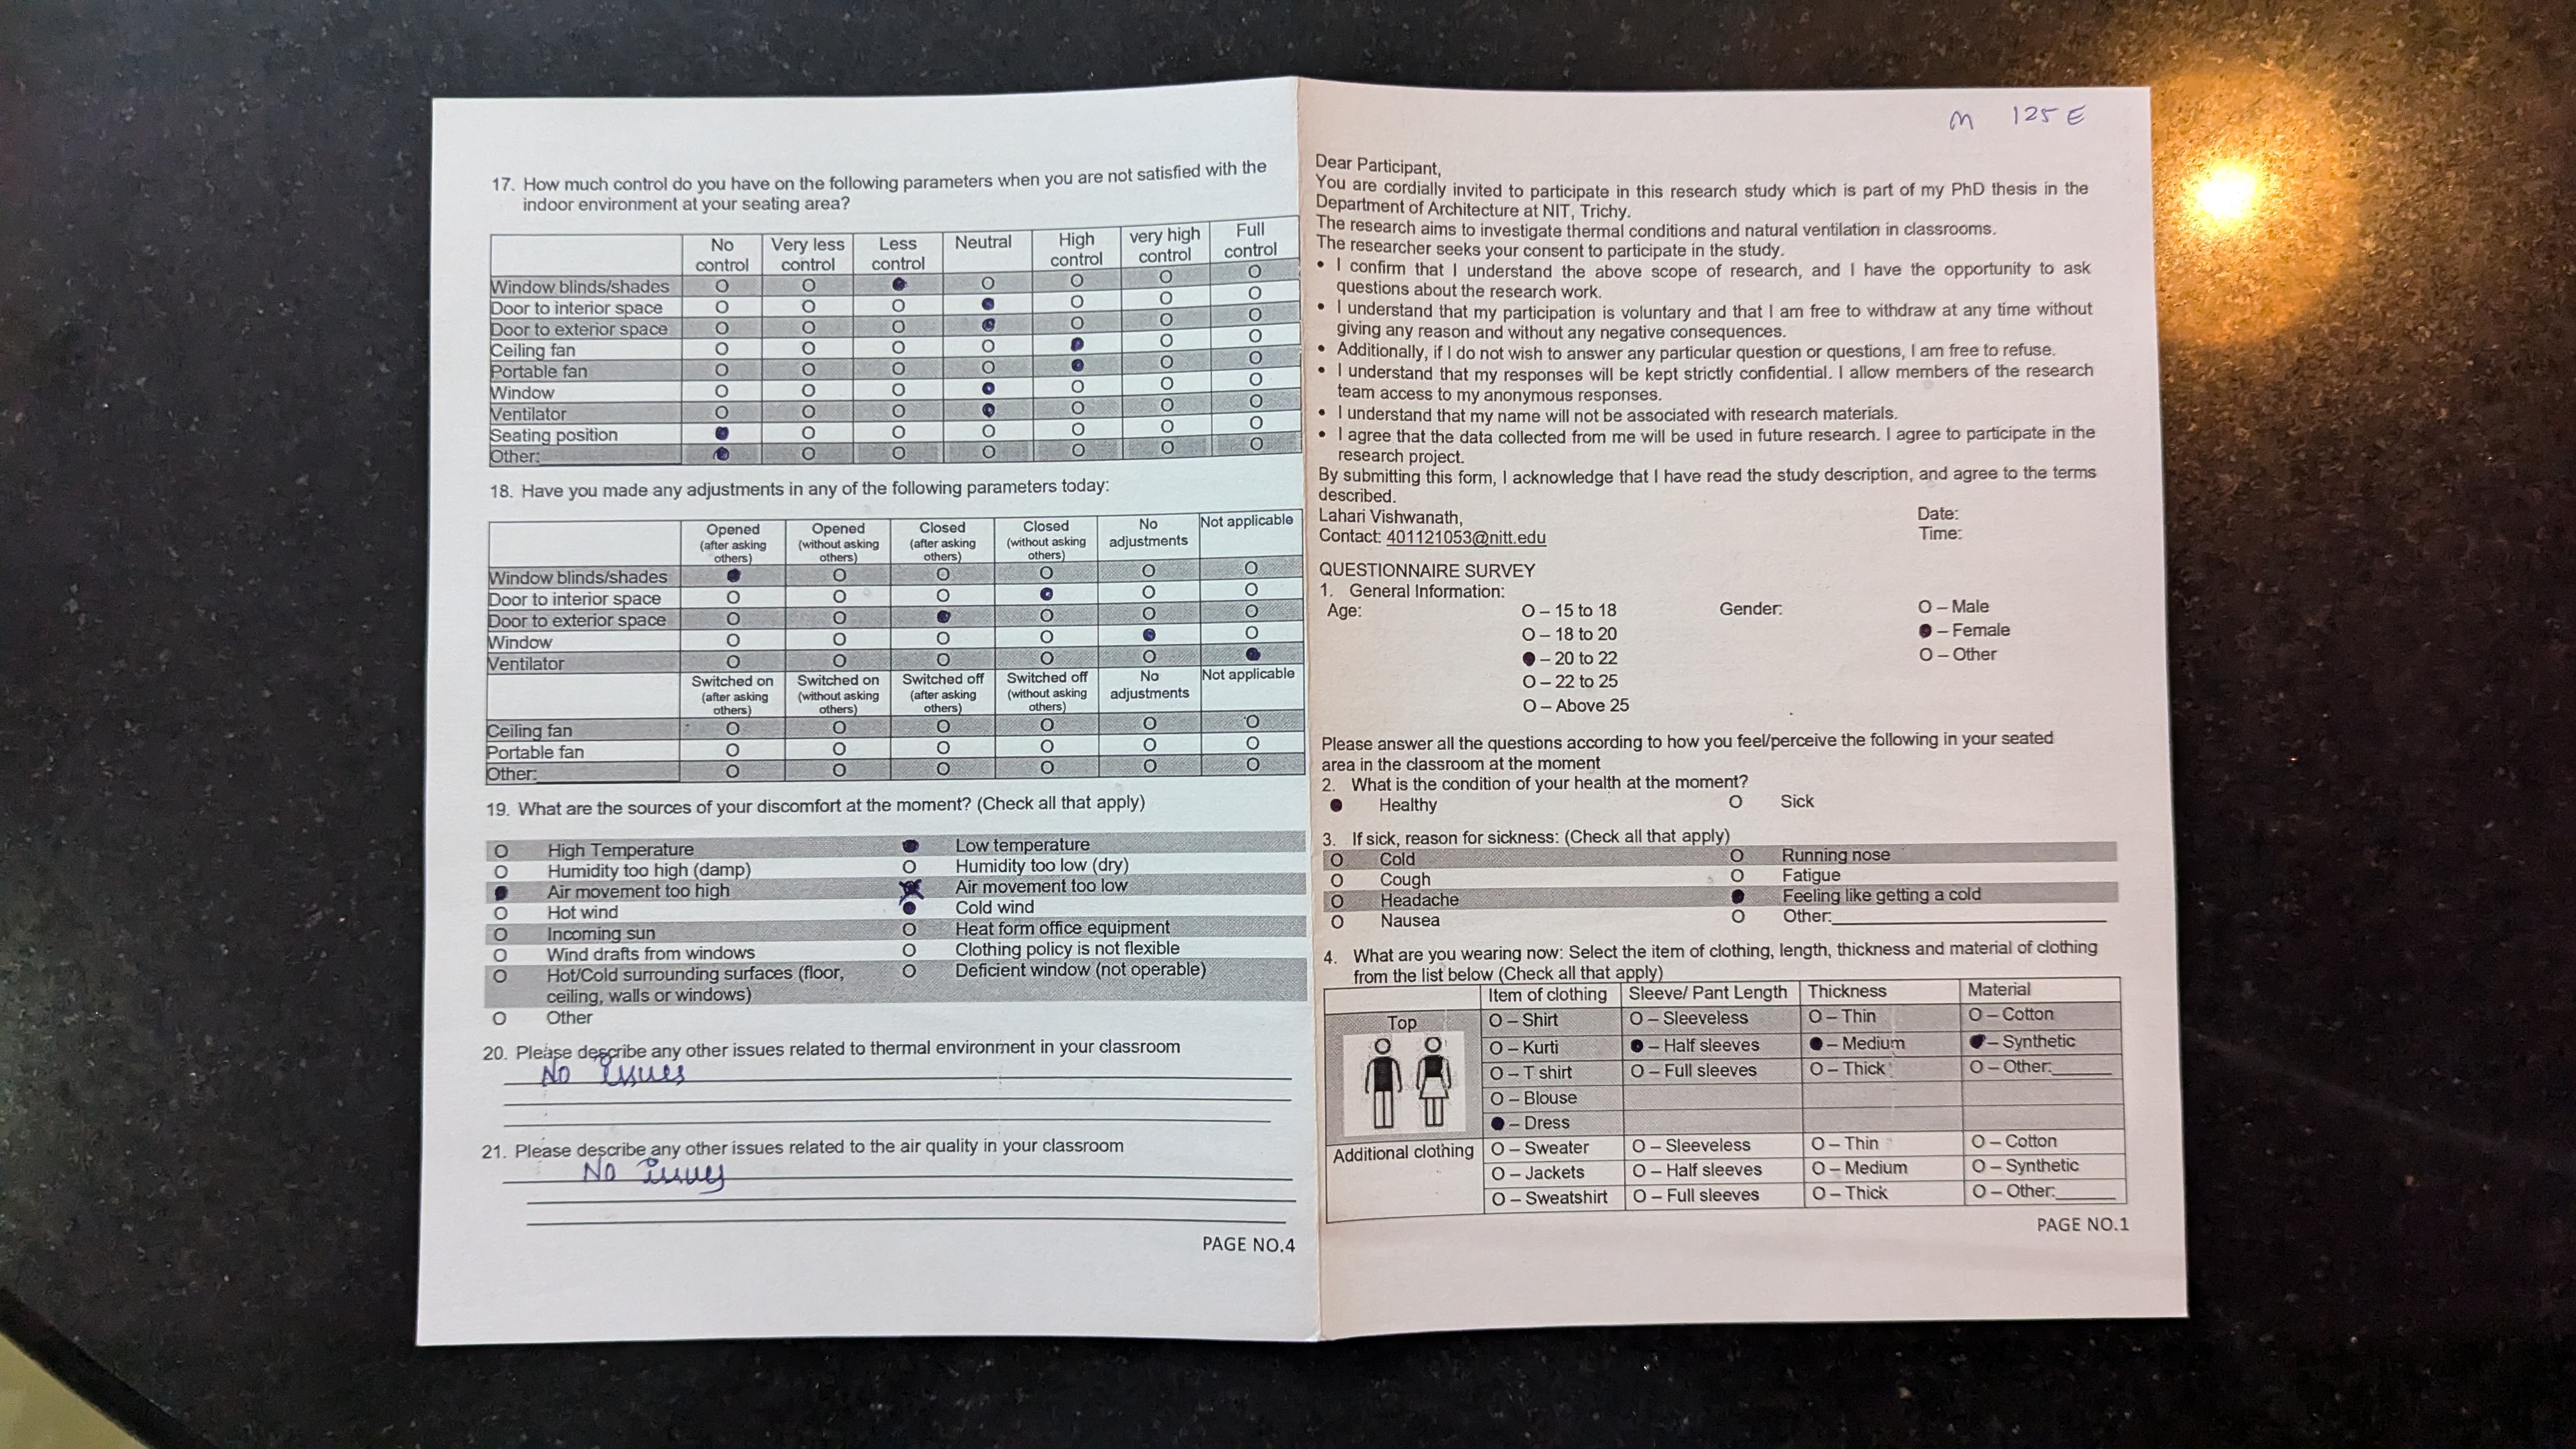 17. How much control do you have on the following parameters when you are not satisfied with the
indoor environment at your seating area?
No control Very less control Less control Neutral High control very high control Full control
Window blinds/shades O O ● O O O O
Door to interior space O O O ● O O O
Door to exterior space O O O ● O O O
Ceiling fan O O O O ● O O
Portable fan O O O O ● O O
Window O O O ● O O O
Ventilator O O O ● O O O
Seating position ● O O O O O O
Other: ● O O O O O O
18. Have you made any adjustments in any of the following parameters today:
Opened (after asking others) Opened (without asking others) Closed (after asking others) Closed (without asking others) No adjustments Not applicable
Window blinds/shades ● O O O O O
Door to interior space O O O ● O O
Door to exterior space O O ● O O O
Window O O O O ● O
Ventilator O O O O O ●
Switched on (after asking others) Switched on (without asking others) Switched off (after asking others) Switched off (without asking others) No adjustments Not applicable
Ceiling fan O O O O O O
Portable fan O O O O O O
Other: O O O O O O
19. What are the sources of your discomfort at the moment? (Check all that apply)
O High Temperature ● Low temperature
O Humidity too high (damp) O Humidity too low (dry)
● Air movement too high ● Air movement too low
O Hot wind ● Cold wind
O Incoming sun O Heat form office equipment
O Wind drafts from windows O Clothing policy is not flexible
O Hot/Cold surrounding surfaces (floor, O Deficient window (not operable)
ceiling, walls or windows)
O Other
20. Please describe any other issues related to thermal environment in your classroom
No issues
21. Please describe any other issues related to the air quality in your classroom
No issues
PAGE NO.4
M 125 E
Dear Participant,
You are cordially invited to participate in this research study which is part of my PhD thesis in the
Department of Architecture at NIT, Trichy.
The research aims to investigate thermal conditions and natural ventilation in classrooms.
The researcher seeks your consent to participate in the study.
• I confirm that I understand the above scope of research, and I have the opportunity to ask
questions about the research work.
• I understand that my participation is voluntary and that I am free to withdraw at any time without
giving any reason and without any negative consequences.
• Additionally, if I do not wish to answer any particular question or questions, I am free to refuse.
• I understand that my responses will be kept strictly confidential. I allow members of the research
team access to my anonymous responses.
• I understand that my name will not be associated with research materials.
• I agree that the data collected from me will be used in future research. I agree to participate in the
research project.
By submitting this form, I acknowledge that I have read the study description, and agree to the terms
described.
Lahari Vishwanath, Date:
Contact: 401121053@nitt.edu Time:
QUESTIONNAIRE SURVEY
1. General Information:
Age: O – 15 to 18 Gender: O – Male
O – 18 to 20 ● – Female
● – 20 to 22 O – Other
O – 22 to 25
O – Above 25
Please answer all the questions according to how you feel/perceive the following in your seated
area in the classroom at the moment
2. What is the condition of your health at the moment?
● Healthy O Sick
3. If sick, reason for sickness: (Check all that apply)
O Cold O Running nose
O Cough O Fatigue
O Headache ● Feeling like getting a cold
O Nausea O Other:
4. What are you wearing now: Select the item of clothing, length, thickness and material of clothing
from the list below (Check all that apply)
Item of clothing Sleeve/ Pant Length Thickness Material
Top O – Shirt O – Sleeveless O – Thin O – Cotton
O – Kurti ● – Half sleeves ● – Medium ● – Synthetic
O – T shirt O – Full sleeves O – Thick O – Other:
O – Blouse
● – Dress
Additional clothing O – Sweater O – Sleeveless O – Thin O – Cotton
O – Jackets O – Half sleeves O – Medium O – Synthetic
O – Sweatshirt O – Full sleeves O – Thick O – Other:
PAGE NO.1